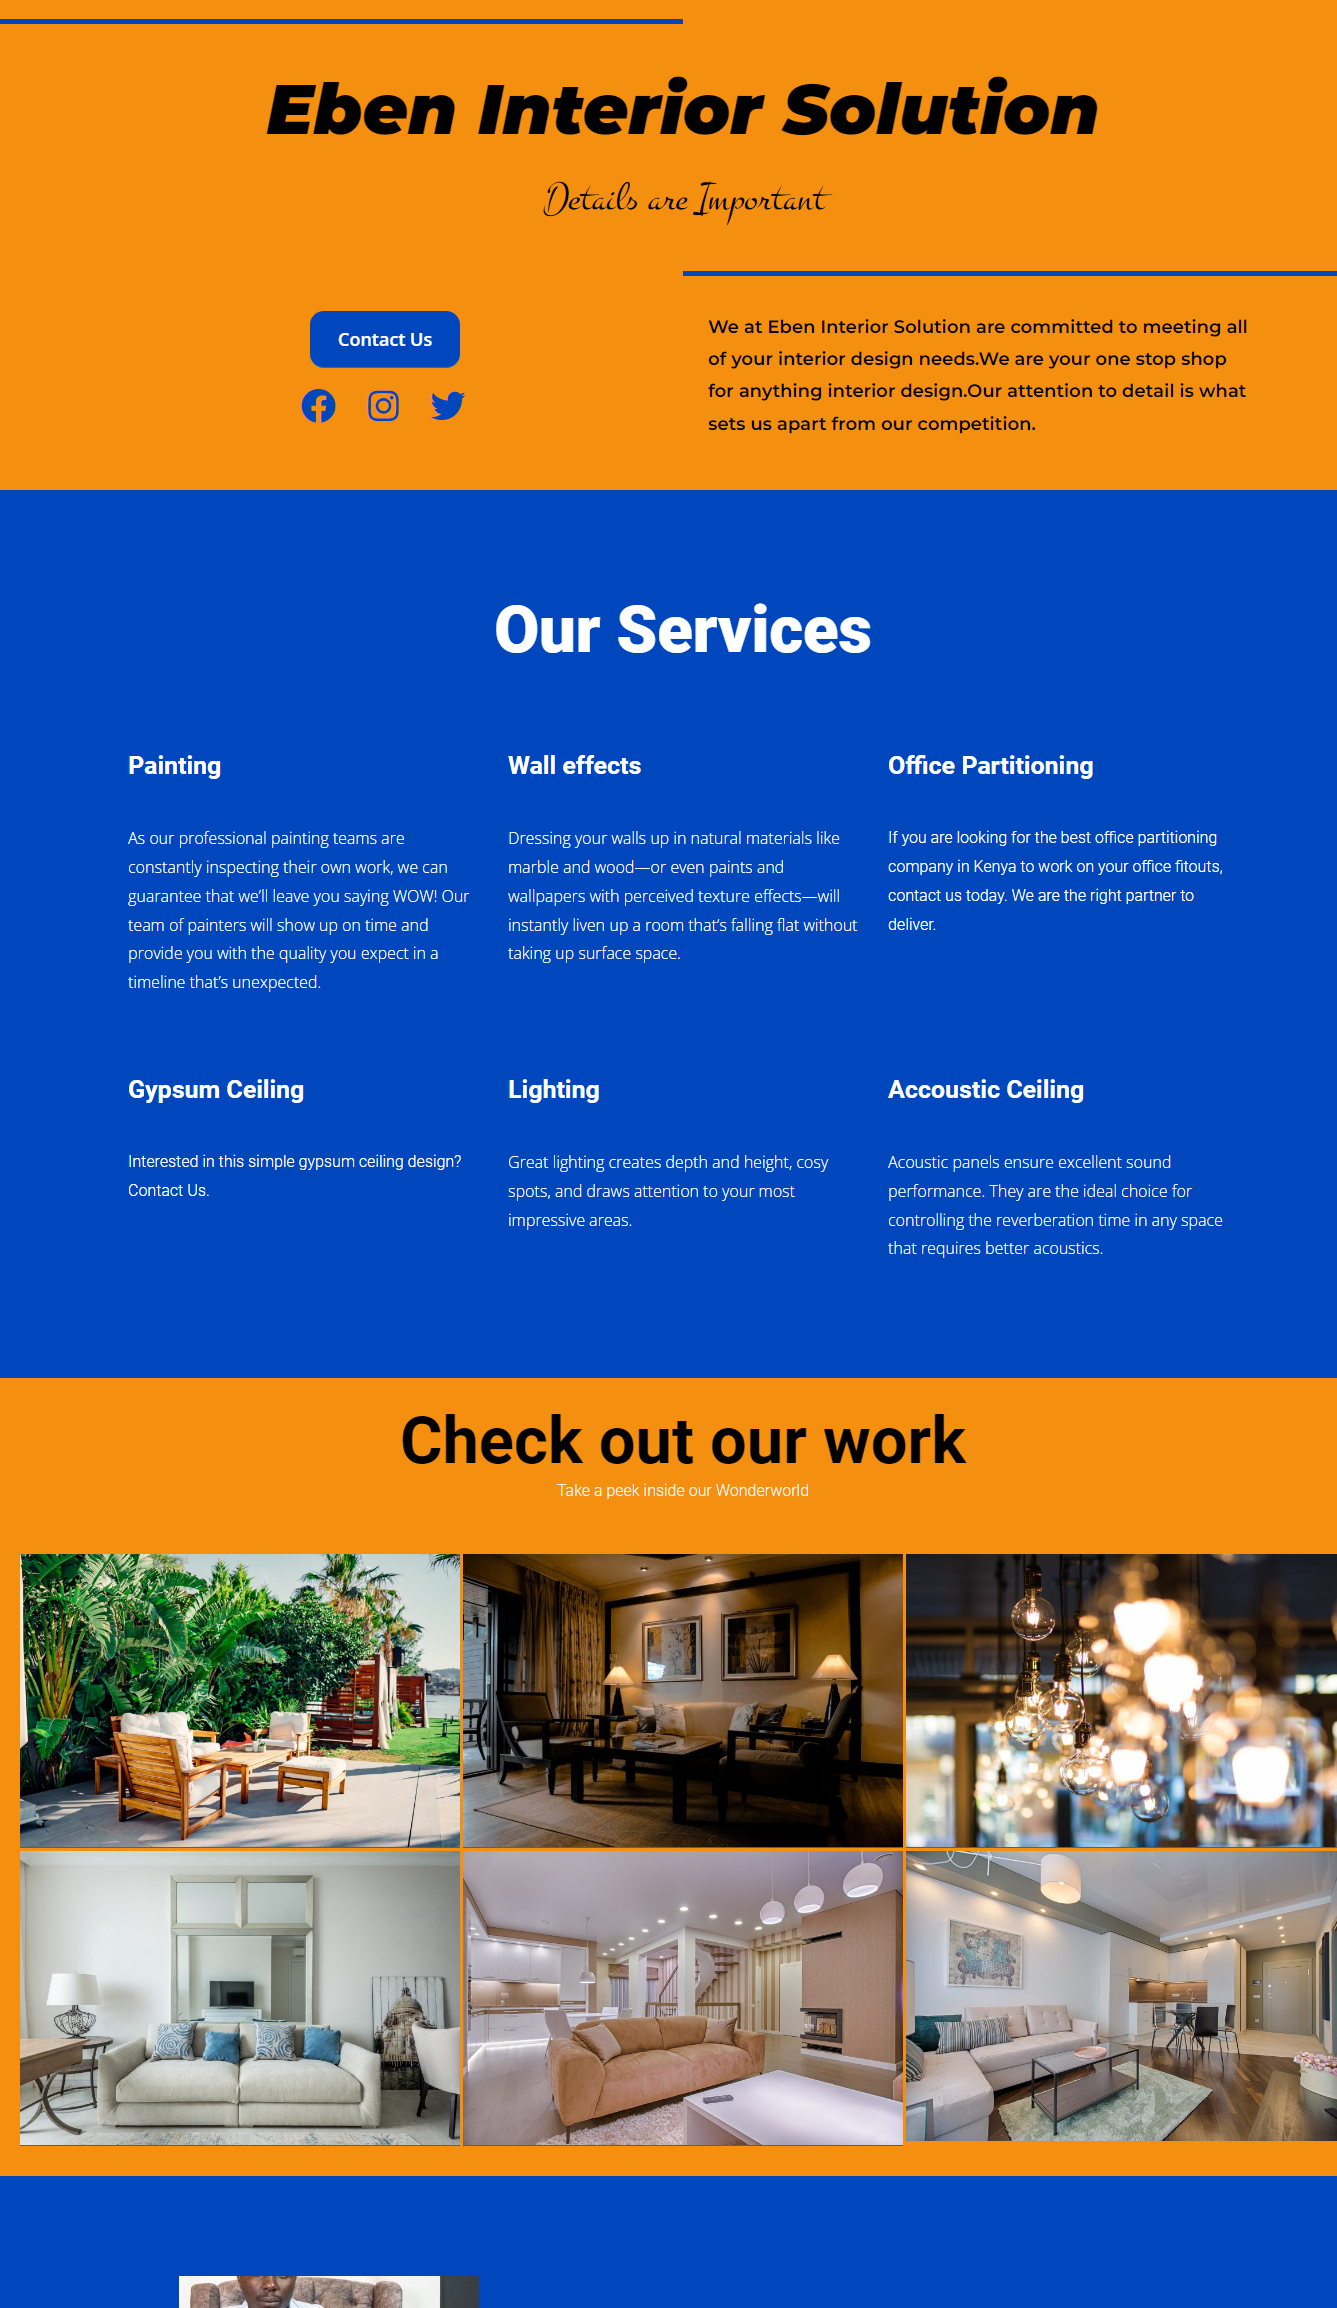 Eben Interior Solution
Details are Important
Contact Us
We at Eben Interior Solution are committed to meeting all
of your interior design needs.We are your one stop shop
for anything interior design.Our attention to detail is what
sets us apart from our competition.
Our Services
Painting
As our professional painting teams are
constantly inspecting their own work, we can
guarantee that we’ll leave you saying WOW! Our
team of painters will show up on time and
provide you with the quality you expect in a
timeline that’s unexpected.
Wall effects
Dressing your walls up in natural materials like
marble and wood—or even paints and
wallpapers with perceived texture effects—will
instantly liven up a room that’s falling flat without
taking up surface space.
Office Partitioning
If you are looking for the best office partitioning
company in Kenya to work on your office fitouts,
contact us today. We are the right partner to
deliver.
Gypsum Ceiling
Interested in this simple gypsum ceiling design?
Contact Us.
Lighting
Great lighting creates depth and height, cosy
spots, and draws attention to your most
impressive areas.
Accoustic Ceiling
Acoustic panels ensure excellent sound
performance. They are the ideal choice for
controlling the reverberation time in any space
that requires better acoustics.
Check out our work
Take a peek inside our Wonderworld